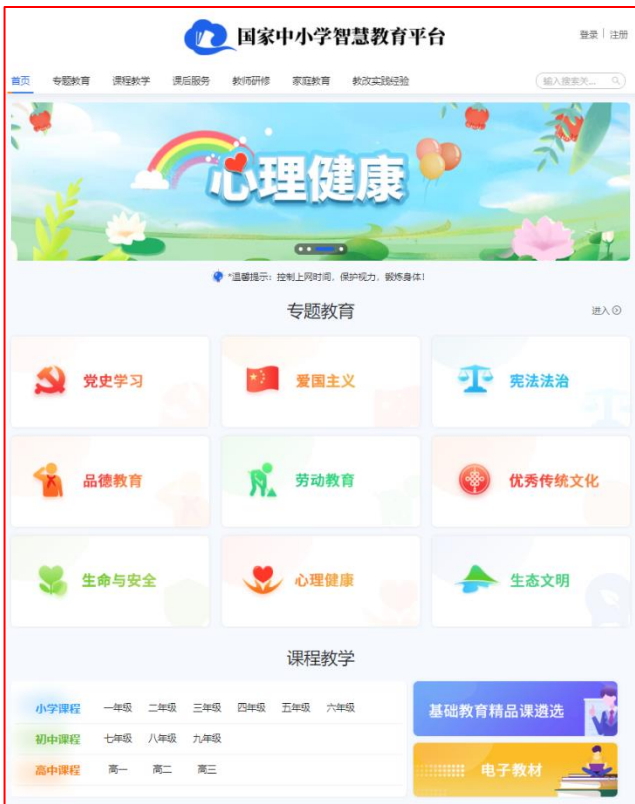 国家中小学智慧教育平台
登录 | 注册
首页 专题教育 课程教学 课后服务 教师研修 家庭教育 教改实践经验 输入搜索关...
心理健康
*温馨提示：控制上网时间，保护视力，锻炼身体！
专题教育
进入
党史学习 爱国主义 宪法法治
品德教育 劳动教育 优秀传统文化
生命与安全 心理健康 生态文明
课程教学
小学课程 一年级 二年级 三年级 四年级 五年级 六年级
初中课程 七年级 八年级 九年级
高中课程 高一 高二 高三
基础教育精品课遴选
电子教材